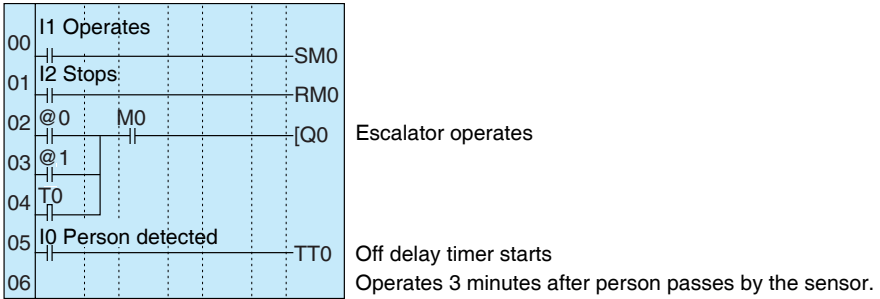 I1 Operates
00 SM0
01 I2 Stops
RM0
02 @0 M0 [Q0 Escalator operates
03 @1
04 T0
05 I0 Person detected TT0 Off delay timer starts
06 Operates 3 minutes after person passes by the sensor.